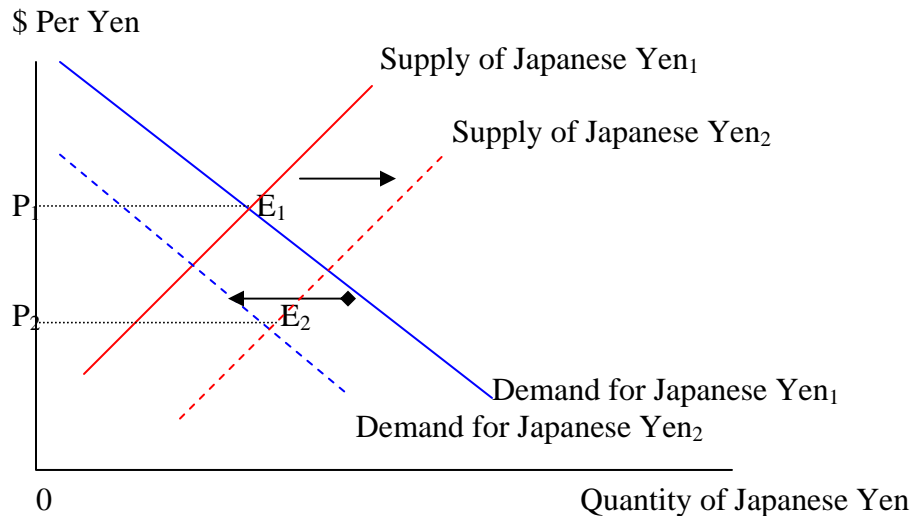 $ Per Yen
Supply of Japanese Yen₁
Supply of Japanese Yen₂
P₁
E₁
P₂
E₂
Demand for Japanese Yen₁
Demand for Japanese Yen₂
0
Quantity of Japanese Yen